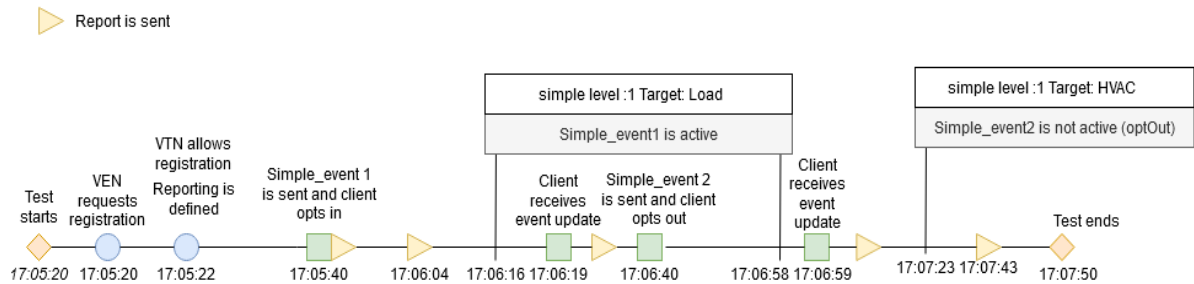 Report is sent
simple level :1 Target: Load
Simple_event1 is active
simple level :1 Target: HVAC
Simple_event2 is not active (optOut)
Test
starts
VEN
requests
registration
VTN allows
registration
Reporting is
defined
Simple_event 1
is sent and client
opts in
Client
receives
event update
Simple_event 2
is sent and client
opts out
Client
receives
event
update
Test ends
17:05:20
17:05:20
17:05:22
17:05:40
17:06:04
17:06:16
17:06:19
17:06:40
17:06:58
17:06:59
17:07:23
17:07:43
17:07:50